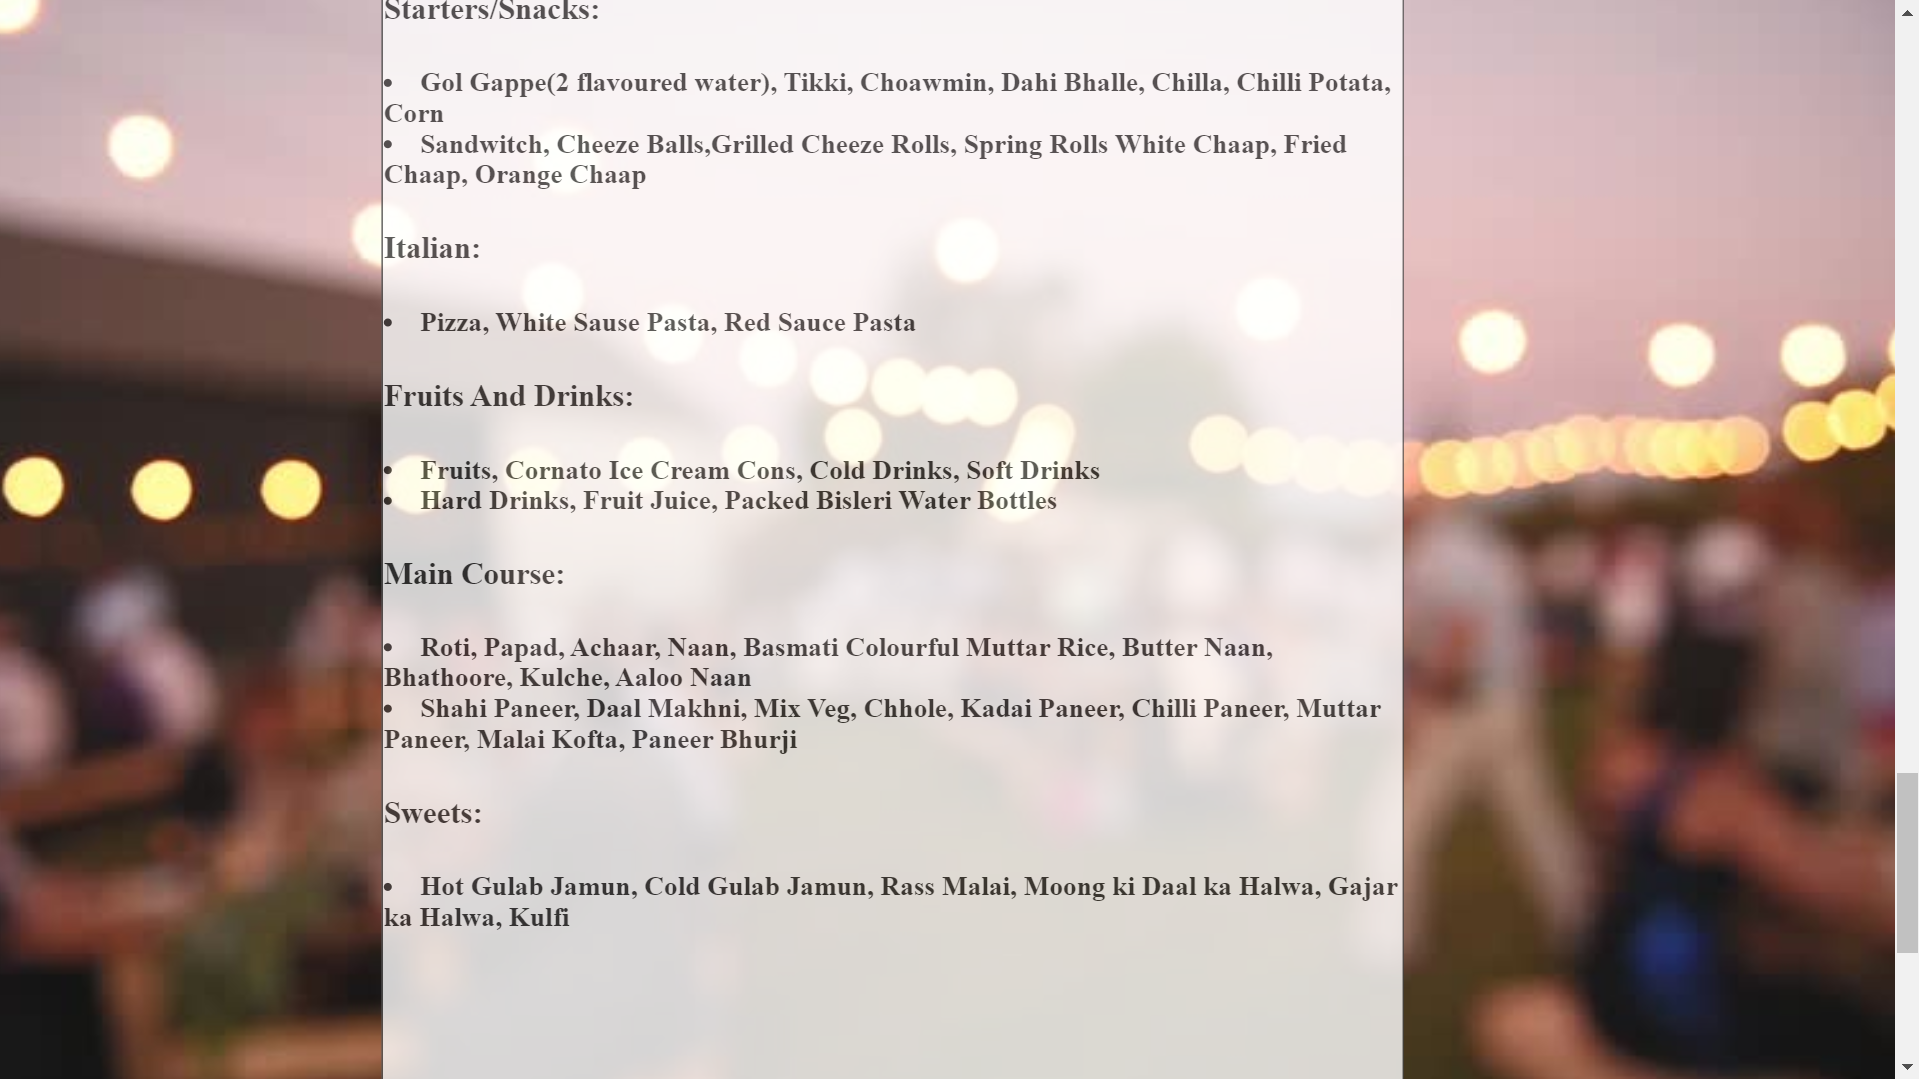 Starters/Snacks:
• Gol Gappe(2 flavoured water), Tikki, Choawmin, Dahi Bhalle, Chilla, Chilli Potata,
Corn
• Sandwitch, Cheeze Balls,Grilled Cheeze Rolls, Spring Rolls White Chaap, Fried
Chaap, Orange Chaap
Italian:
• Pizza, White Sause Pasta, Red Sauce Pasta
Fruits And Drinks:
• Fruits, Cornato Ice Cream Cons, Cold Drinks, Soft Drinks
• Hard Drinks, Fruit Juice, Packed Bisleri Water Bottles
Main Course:
• Roti, Papad, Achaar, Naan, Basmati Colourful Muttar Rice, Butter Naan,
Bhathoore, Kulche, Aaloo Naan
• Shahi Paneer, Daal Makhni, Mix Veg, Chhole, Kadai Paneer, Chilli Paneer, Muttar
Paneer, Malai Kofta, Paneer Bhurji
Sweets:
• Hot Gulab Jamun, Cold Gulab Jamun, Rass Malai, Moong ki Daal ka Halwa, Gajar
ka Halwa, Kulfi